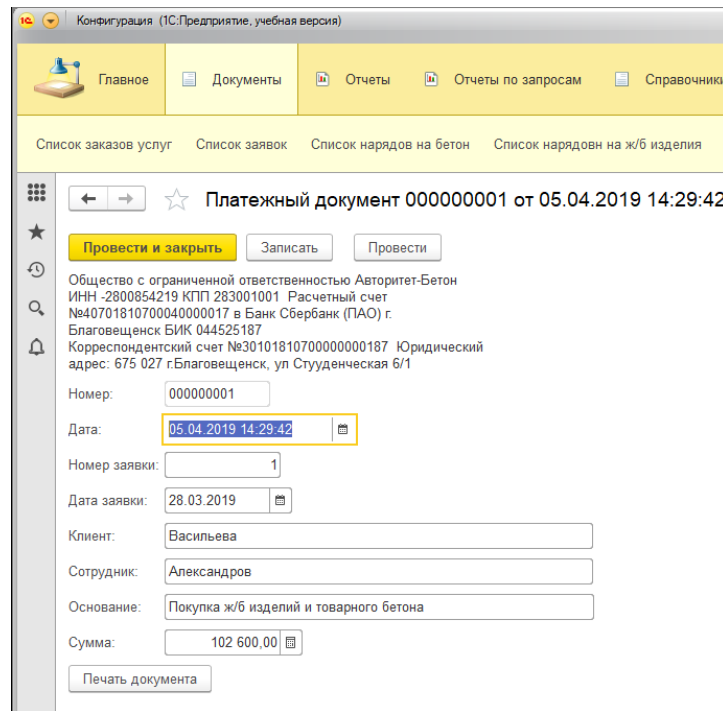 1С Конфигурация (1С:Предприятие, учебная версия)
Главное Документы Отчеты Отчеты по запросам Справочники
Список заказов услуг Список заявок Список нарядов на бетон Список нарядовн на ж/б изделия
Платежный документ 000000001 от 05.04.2019 14:29:42
Провести и закрыть Записать Провести
Общество с ограниченной ответственностью Авторитет-Бетон
ИНН -2800854219 КПП 283001001 Расчетный счет
№40701810700040000017 в Банк Сбербанк (ПАО) г.
Благовещенск БИК 044525187
Корреспондентский счет №30101810700000000187 Юридический
адрес: 675 027 г.Благовещенск, ул Стууденческая 6/1
Номер: 000000001
Дата: 05.04.2019 14:29:42
Номер заявки: 1
Дата заявки: 28.03.2019
Клиент: Васильева
Сотрудник: Александров
Основание: Покупка ж/б изделий и товарного бетона
Сумма: 102 600,00
Печать документа